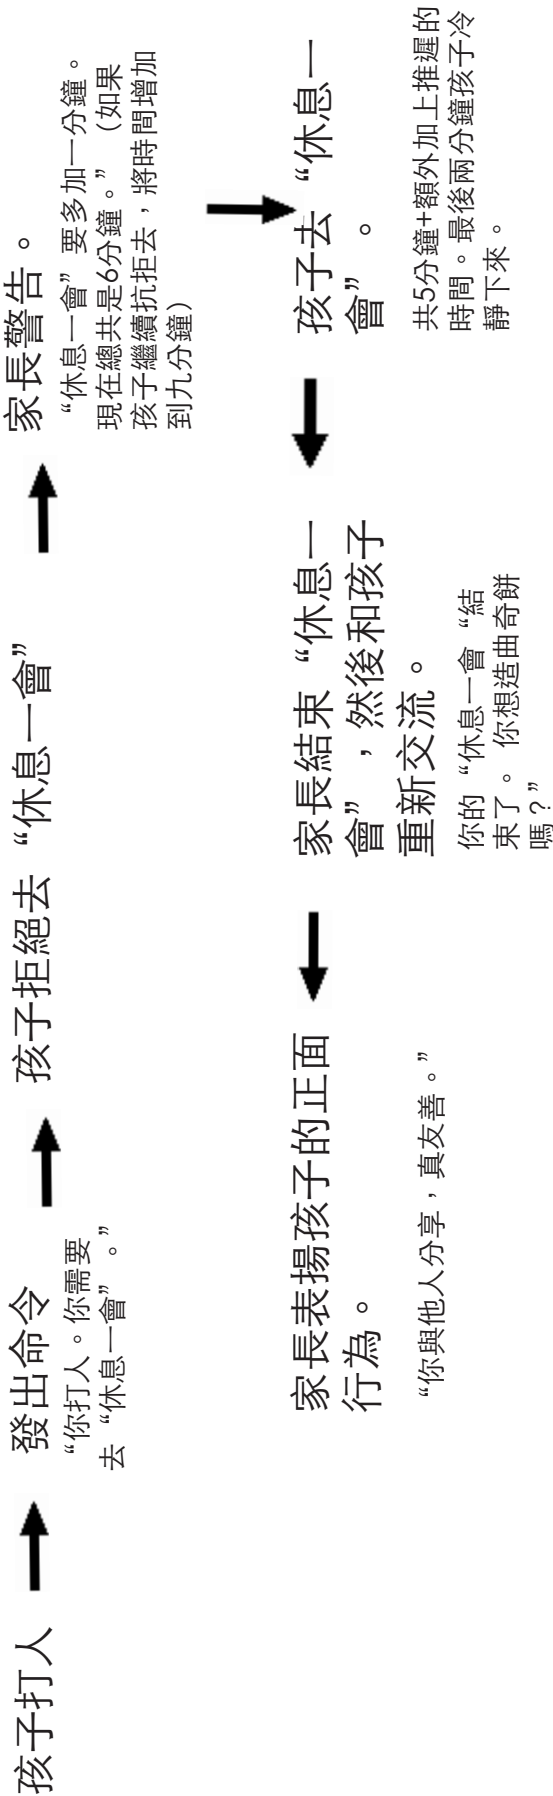 孩子打人
發出命令
“你打人。你需要
去 “休息一會” 。”
孩子拒絕去 “休息一會”
家長警告。
“休息一會” 要多加一分鐘。
現在總共是6分鐘。” （如果
孩子繼續抗拒去，將時間增加
到九分鐘）
孩子去 “休息一
會” 。
共5分鐘+額外加上推遲的
時間。最後兩分鐘孩子冷
靜下來。
家長結束 “休息一
會” ，然後和孩子
重新交流。
你的 “休息一會 “結
束了。 你想造曲奇餅
嗎？”
家長表揚孩子的正面
行為。
“你與他人分享，真友善。”